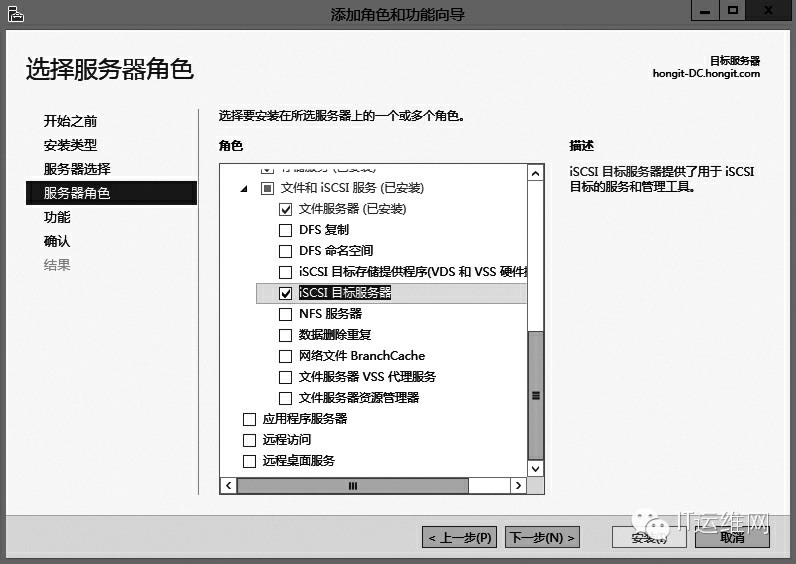 添加角色和功能向导
选择服务器角色
目标服务器
hongit-DC.hongit.com
开始之前
安装类型
服务器选择
服务器角色
功能
确认
结果
选择要安装在所选服务器上的一个或多个角色。
角色
存储服务 (已安装)
文件和 iSCSI 服务 (已安装)
文件服务器 (已安装)
DFS 复制
DFS 命名空间
iSCSI 目标存储提供程序(VDS 和 VSS 硬件
iSCSI 目标服务器
NFS 服务器
数据删除重复
网络文件 BranchCache
文件服务器 VSS 代理服务
文件服务器资源管理器
应用程序服务器
远程访问
远程桌面服务
描述
iSCSI 目标服务器提供了用于 iSCSI
目标的服务和管理工具。
< 上一步(P)
下一步(N) >
安装(I)
取消
IT运维网